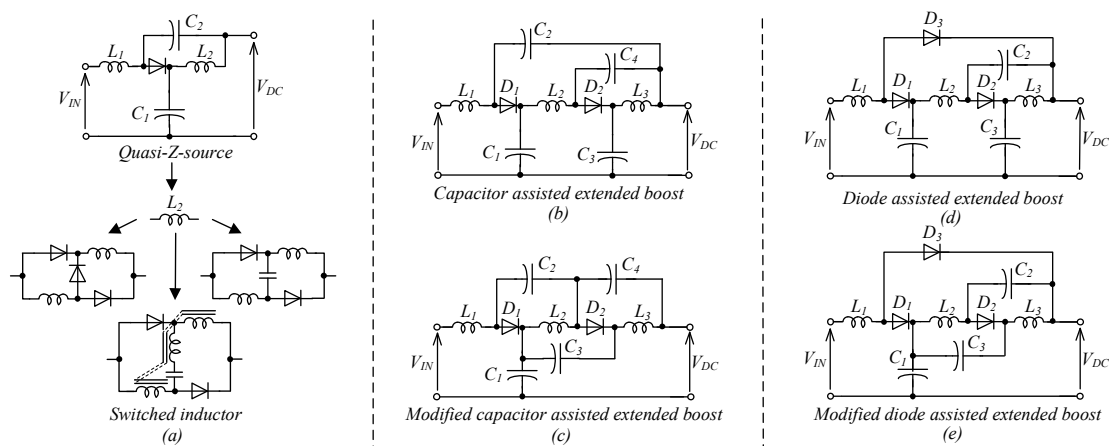 C2
L1
L2
VIN
VDC
C1
Quasi-Z-source
L2
Switched inductor
(a)
C2
C4
L1
D1
L2
D2
L3
VIN
C1
C3
VDC
Capacitor assisted extended boost
(b)
C2
C4
L1
D1
L2
D2
L3
VIN
C3
C1
VDC
Modified capacitor assisted extended boost
(c)
D3
C2
L1
D1
L2
D2
L3
VIN
C1
C3
VDC
Diode assisted extended boost
(d)
D3
C2
L1
D1
L2
D2
L3
VIN
C3
C1
VDC
Modified diode assisted extended boost
(e)